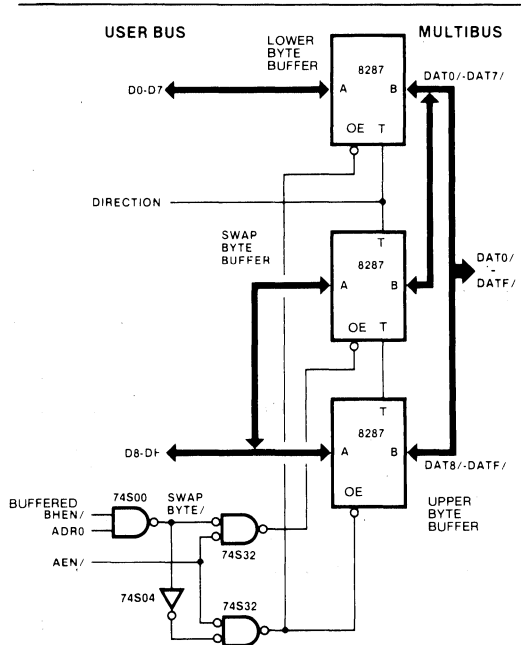 USER BUS
MULTIBUS
LOWER
BYTE
BUFFER
8287
D0-D7
A
B
DAT0/-DAT7/
OE
T
DIRECTION
SWAP
BYTE
BUFFER
T
8287
A
B
DAT0/
-
DATF/
OE
T
T
8287
D8-DF
A
B
DAT8/-DATF/
OE
UPPER
BYTE
BUFFER
BUFFERED
BHEN/
ADR0
74S00
SWAP
BYTE/
74S32
AEN/
74S04
74S32